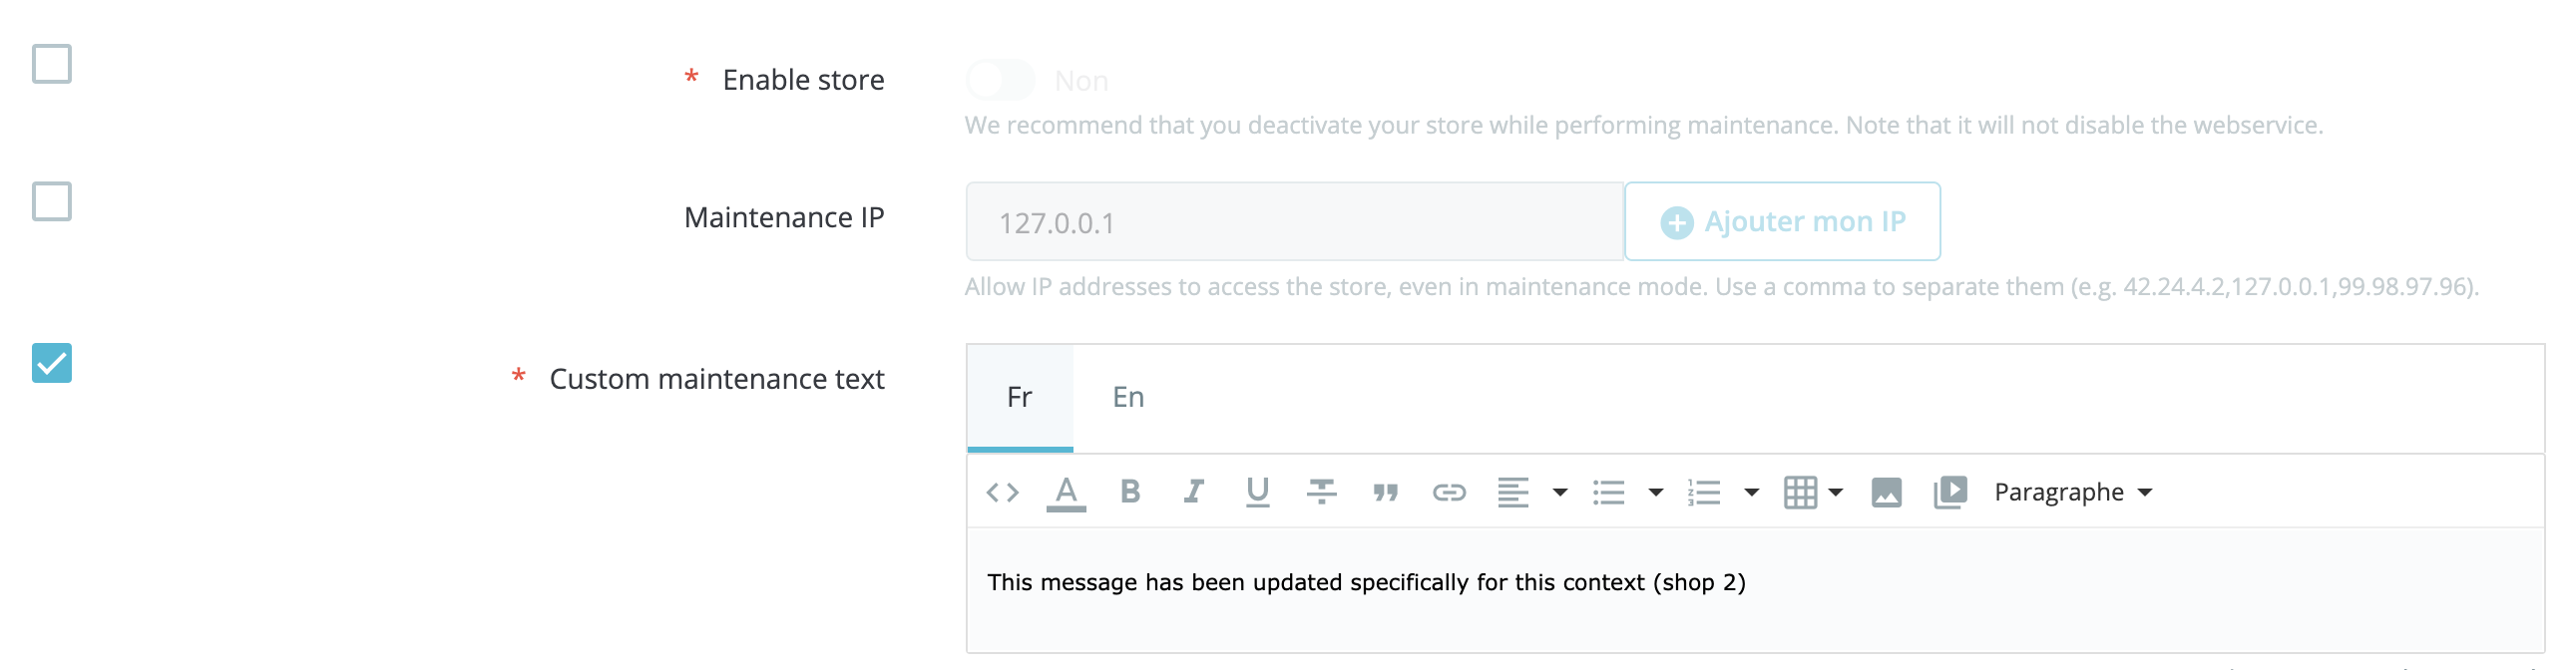 * Enable store
Non
We recommend that you deactivate your store while performing maintenance. Note that it will not disable the webservice.
Maintenance IP
127.0.0.1
Ajouter mon IP
Allow IP addresses to access the store, even in maintenance mode. Use a comma to separate them (e.g. 42.24.4.2,127.0.0.1,99.98.97.96).
* Custom maintenance text
Fr En
A B I U Paragraphe
This message has been updated specifically for this context (shop 2)